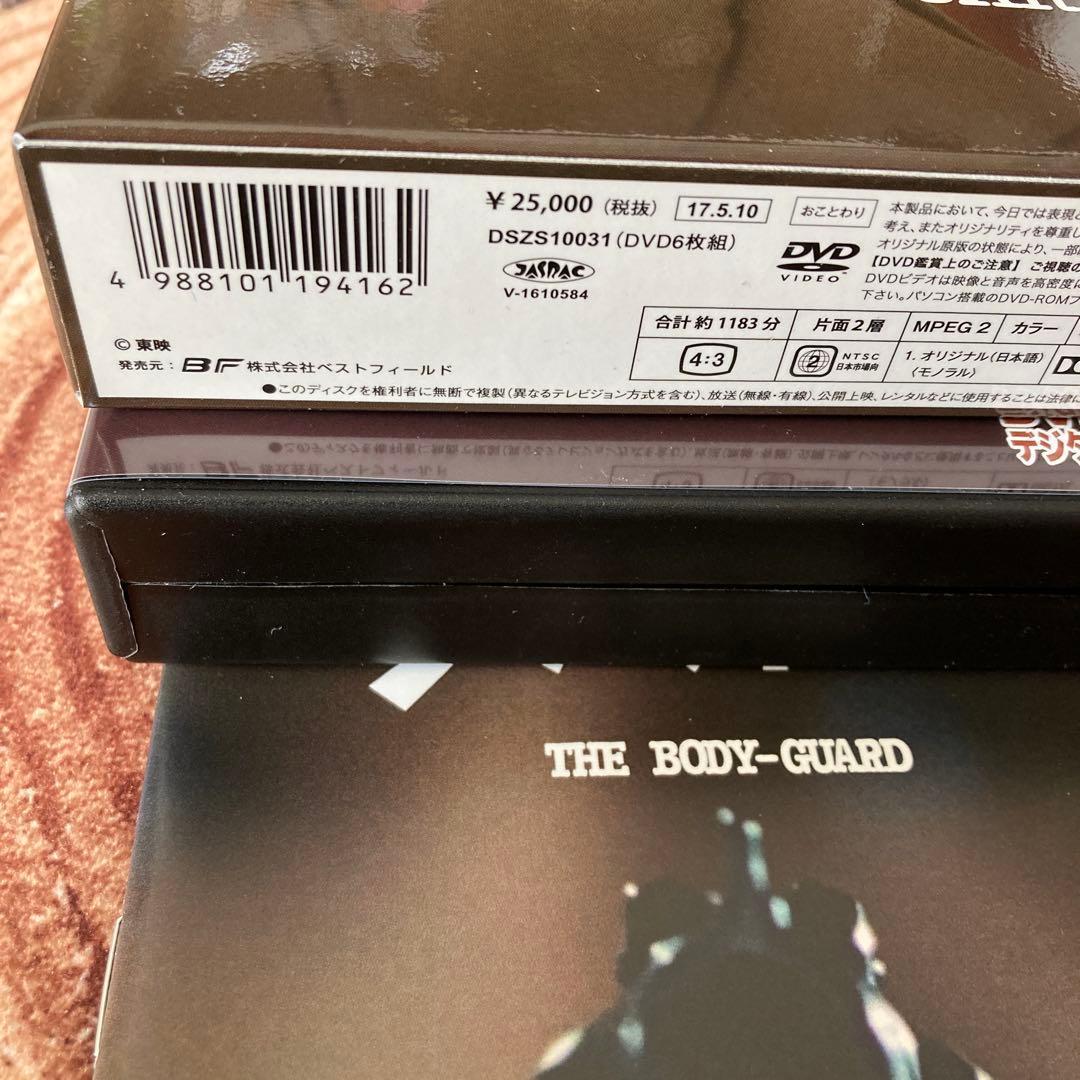 ￥25,000（税抜） 17.5.10
DSZS10031（DVD6枚組）
JASRAC
V-1610584
4 988101 194162
©東映
発売元：BF 株式会社ベストフィールド
おことわり 本製品において、今日では表現と
考え、またオリジナリティを尊重し
オリジナル原版の状態により、一部
【DVD鑑賞上のご注意】 ご視聴の
DVDビデオは映像と音声を高密度に
下さい。パソコン搭載のDVD-ROMプ
DVD
VIDEO
合計 約 1183 分 片面2層 MPEG 2 カラー
4:3 2 NTSC 日本市場向 1. オリジナル（日本語）
〈モノラル〉
●このディスクを権利者に無断で複製（異なるテレビジョン方式を含む）、放送（無線・有線）、公開上映、レンタルなどに使用することは法律に
THE BODY-GUARD